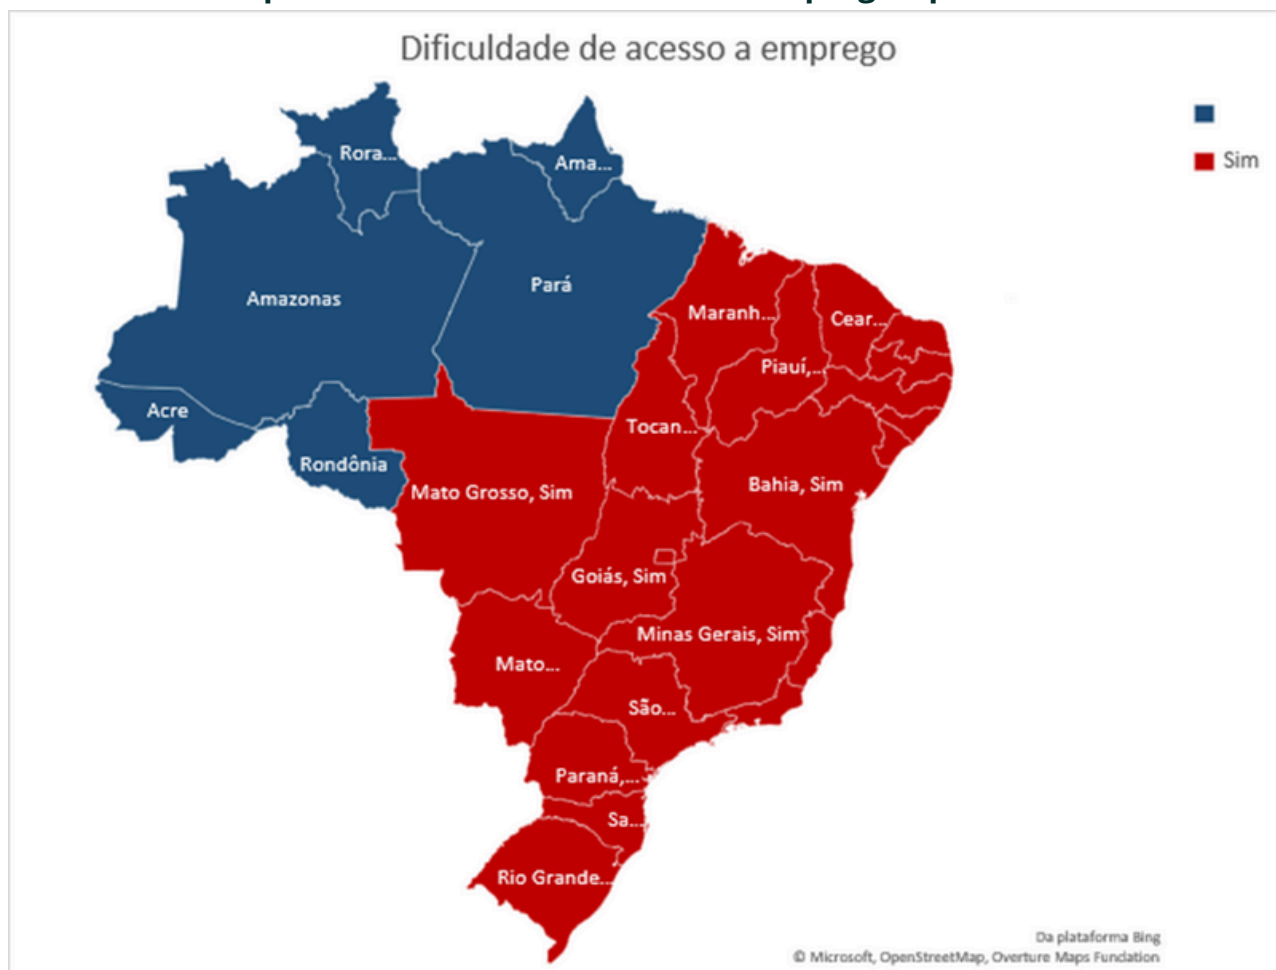 Dificuldade de acesso a emprego
Sim
Rora...
Ama...
Amazonas
Pará
Maranh...
Cear...
Piauí,...
Acre
Tocan...
Rondônia
Mato Grosso, Sim
Bahia, Sim
Goiás, Sim
Minas Gerais, Sim
Mato...
São...
Paraná,...
Sa...
Rio Grande...
Da plataforma Bing
© Microsoft, OpenStreetMap, Overture Maps Fundation